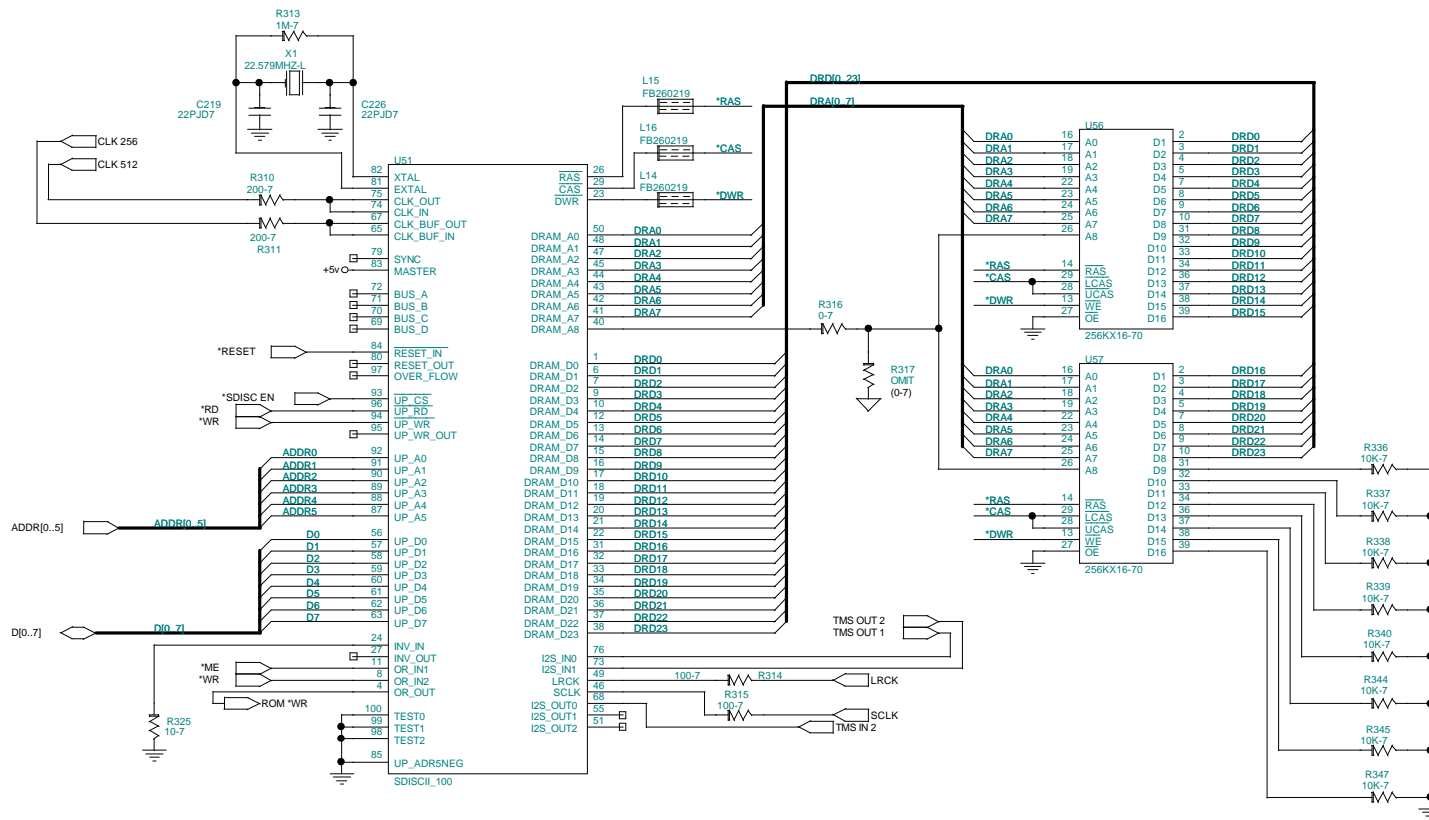 R313
1M-7
X1
22.579MHZ-L
C219
22PJD7
C226
22PJD7
CLK 256
CLK 512
R310
200-7
200-7
R311
+5v
*RESET
*SDISC EN
*RD
*WR
ADDR0
ADDR1
ADDR2
ADDR3
ADDR4
ADDR5
ADDR[0..5]
ADDR[0..5]
D0
D1
D2
D3
D4
D5
D6
D7
D[0..7]
D[0..7]
*ME
*WR
ROM *WR
R325
10-7
U51
82 XTAL
81 EXTAL
75 CLK_OUT
74 CLK_IN
67 CLK_BUF_OUT
65 CLK_BUF_IN
79 SYNC
83 MASTER
72 BUS_A
71 BUS_B
70 BUS_C
69 BUS_D
84 RESET_IN
80 RESET_OUT
97 OVER_FLOW
93 UP_CS
96 UP_RD
94 UP_WR
95 UP_WR_OUT
92 UP_A0
91 UP_A1
90 UP_A2
89 UP_A3
88 UP_A4
87 UP_A5
56 UP_D0
57 UP_D1
58 UP_D2
59 UP_D3
60 UP_D4
61 UP_D5
62 UP_D6
63 UP_D7
24 INV_IN
27 INV_OUT
11 OR_IN1
8 OR_IN2
4 OR_OUT
100 TEST0
99 TEST1
98 TEST2
85 UP_ADR5NEG
SDISCII_100
RAS 26
CAS 29
DWR 23
L15
FB260219
*RAS
L16
FB260219
*CAS
L14
FB260219
*DWR
DRAM_A0 50 DRA0
DRAM_A1 48 DRA1
DRAM_A2 47 DRA2
DRAM_A3 45 DRA3
DRAM_A4 44 DRA4
DRAM_A5 43 DRA5
DRAM_A6 42 DRA6
DRAM_A7 41 DRA7
DRAM_A8 40
DRAM_D0 1 DRD0
DRAM_D1 6 DRD1
DRAM_D2 7 DRD2
DRAM_D3 9 DRD3
DRAM_D4 10 DRD4
DRAM_D5 12 DRD5
DRAM_D6 13 DRD6
DRAM_D7 14 DRD7
DRAM_D8 15 DRD8
DRAM_D9 16 DRD9
DRAM_D10 17 DRD10
DRAM_D11 18 DRD11
DRAM_D12 19 DRD12
DRAM_D13 20 DRD13
DRAM_D14 21 DRD14
DRAM_D15 22 DRD15
DRAM_D16 31 DRD16
DRAM_D17 32 DRD17
DRAM_D18 33 DRD18
DRAM_D19 34 DRD19
DRAM_D20 35 DRD20
DRAM_D21 36 DRD21
DRAM_D22 37 DRD22
DRAM_D23 38 DRD23
I2S_IN0 76
I2S_IN1 73
LRCK 49
SCLK 46
I2S_OUT0 68
I2S_OUT1 55
I2S_OUT2 51
TMS OUT 2
TMS OUT 1
100-7 R314
LRCK
R315
100-7
SCLK
TMS IN 2
DRD[0..23]
DRA[0..7]
R316
0-7
R317
OMIT
(0-7)
U56
DRA0 16 A0
DRA1 17 A1
DRA2 18 A2
DRA3 19 A3
DRA4 22 A4
DRA5 23 A5
DRA6 24 A6
DRA7 25 A7
26 A8
*RAS 14 RAS
*CAS 29 LCAS
28 UCAS
*DWR 13 WE
27 OE
D1 2 DRD0
D2 3 DRD1
D3 4 DRD2
D4 5 DRD3
D5 7 DRD4
D6 8 DRD5
D7 9 DRD6
D8 10 DRD7
D9 31 DRD8
D10 32 DRD9
D11 33 DRD10
D12 34 DRD11
D13 36 DRD12
D14 37 DRD13
D15 38 DRD14
D16 39 DRD15
256KX16-70
U57
DRA0 16 A0
DRA1 17 A1
DRA2 18 A2
DRA3 19 A3
DRA4 22 A4
DRA5 23 A5
DRA6 24 A6
DRA7 25 A7
26 A8
*RAS 14 RAS
*CAS 29 LCAS
28 UCAS
*DWR 13 WE
27 OE
D1 2 DRD16
D2 3 DRD17
D3 4 DRD18
D4 5 DRD19
D5 7 DRD20
D6 8 DRD21
D7 9 DRD22
D8 10 DRD23
D9 31
D10 32
D11 33
D12 34
D13 36
D14 37
D15 38
D16 39
256KX16-70
R336
10K-7
R337
10K-7
R338
10K-7
R339
10K-7
R340
10K-7
R344
10K-7
R345
10K-7
R347
10K-7